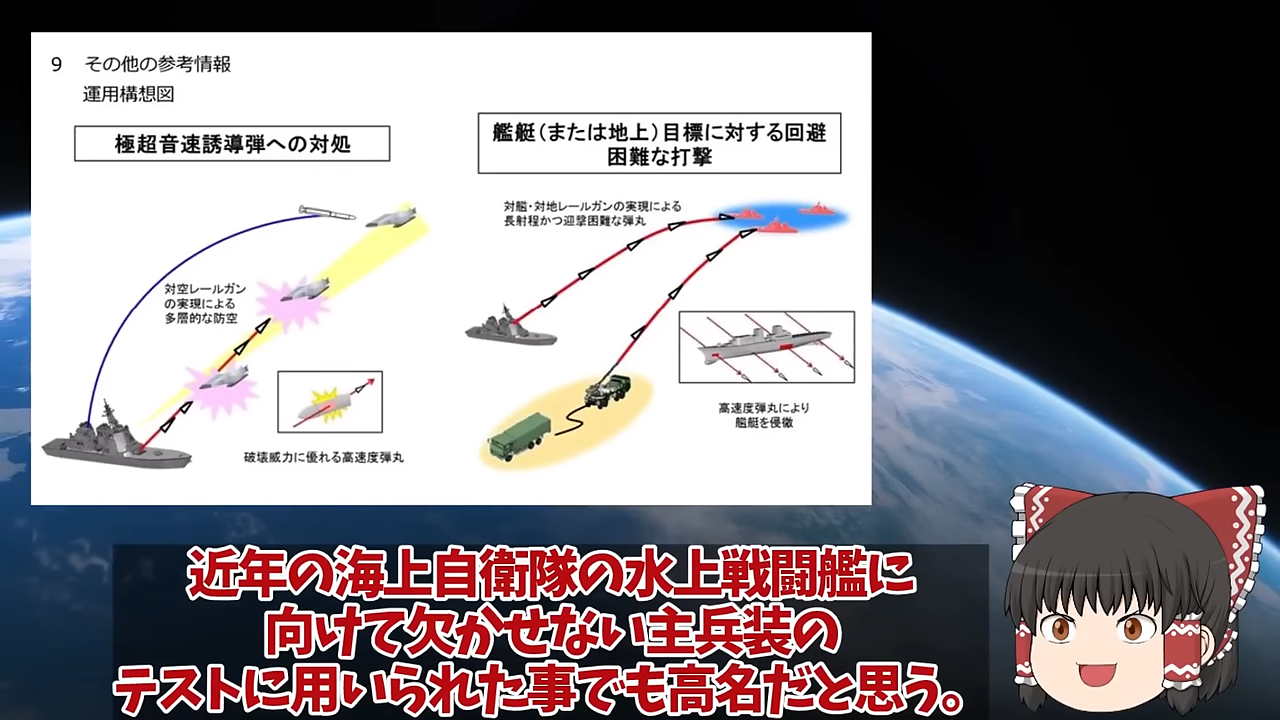 9 その他の参考情報
運用構想図
極超音速誘導弾への対処
艦艇(または地上)目標に対する回避
困難な打撃
対艦・対地レールガンの実現による
長射程かつ迎撃困難な弾丸
対空レールガン
の実現による
多層的な防空
破壊威力に優れる高速度弾丸
高速度弾丸により
艦艇を侵徹
近年の海上自衛隊の水上戦闘艦に
向けて欠かせない主兵装の
テストに用いられた事でも高名だと思う。